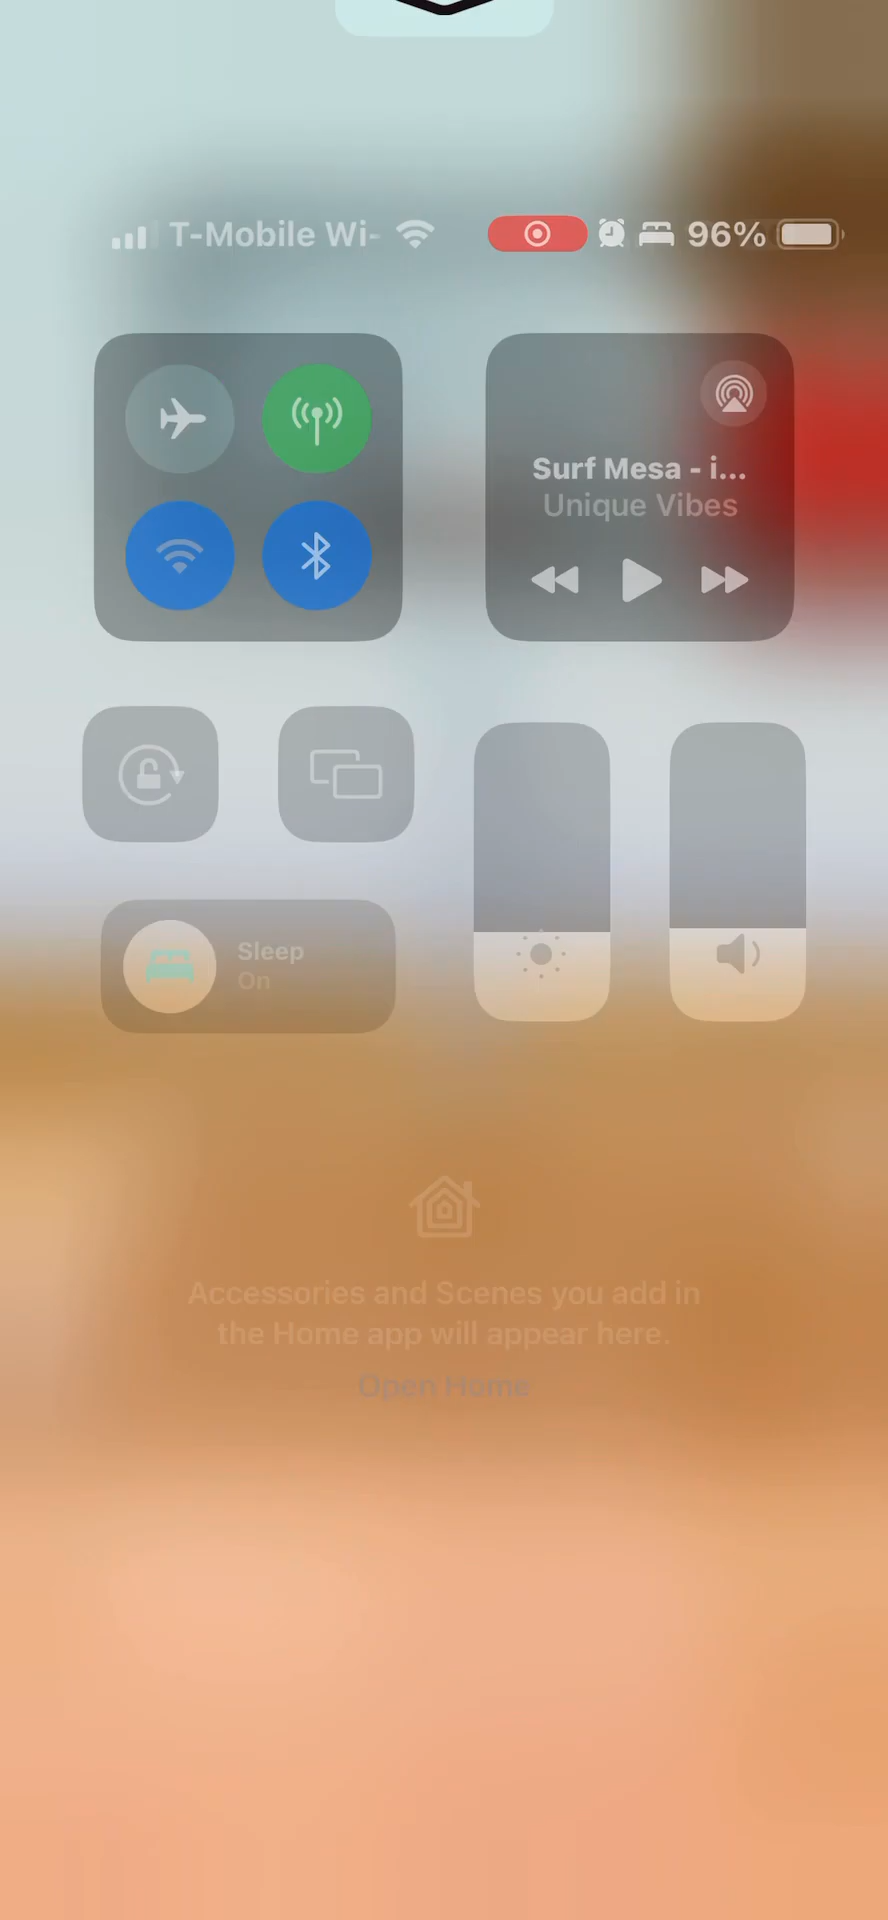 T-Mobile Wi-
96%
Surf Mesa - i...
Unique Vibes
Sleep
On
Accessories and Scenes you add in
the Home app will appear here.
Open Home